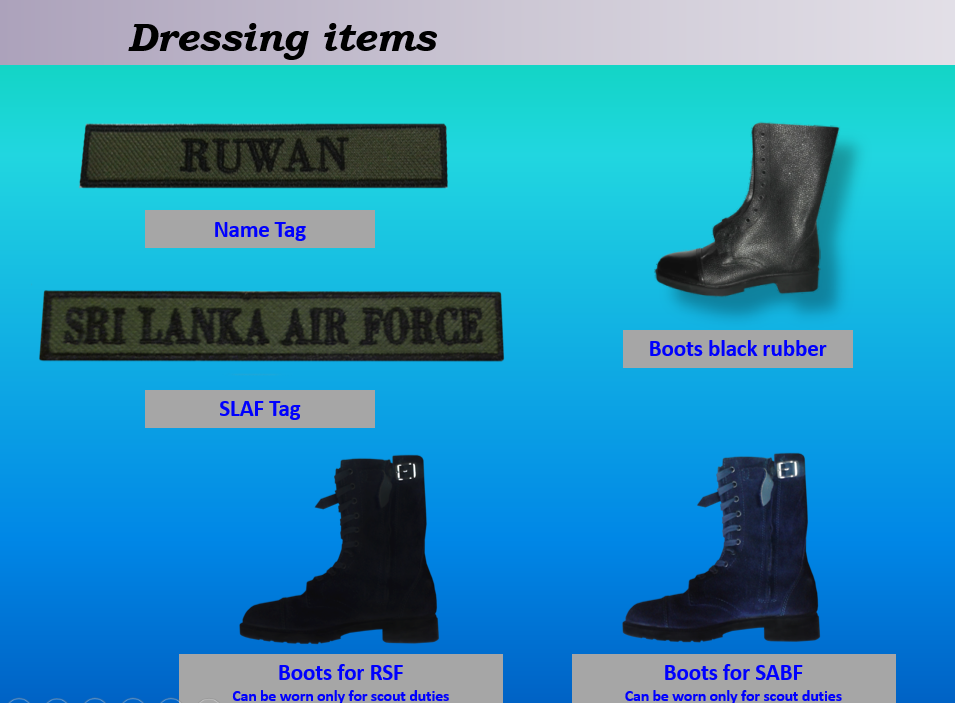 Dressing items
RUWAN
Name Tag
SRI LANKA AIR FORCE
SLAF Tag
Boots black rubber
Boots for RSF
Can be worn only for scout duties
Boots for SABF
Can be worn only for scout duties